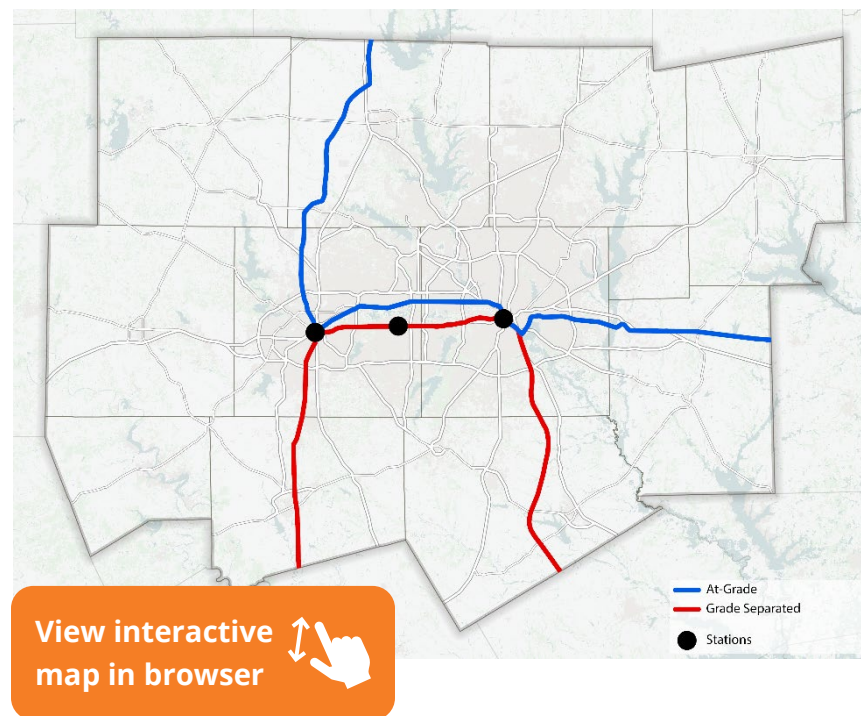 At-Grade
Grade Separated
Stations
View interactive
map in browser